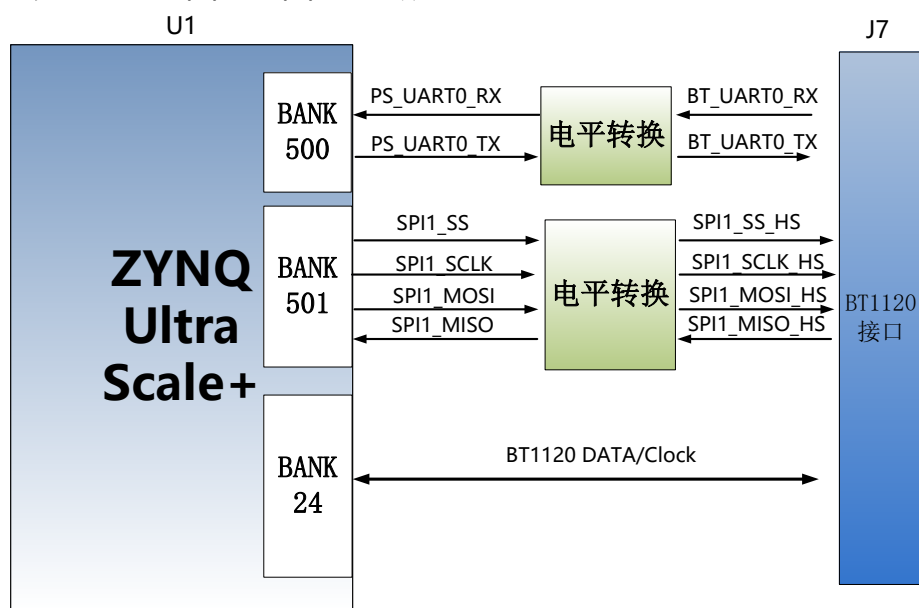 U1
J7
BANK
500
PS_UART0_RX
PS_UART0_TX
电平转换
BT_UART0_RX
BT_UART0_TX
ZYNQ
Ultra
Scale+
BANK
501
SPI1_SS
SPI1_SCLK
SPI1_MOSI
SPI1_MISO
电平转换
SPI1_SS_HS
SPI1_SCLK_HS
SPI1_MOSI_HS
SPI1_MISO_HS
BT1120
接口
BANK
24
BT1120 DATA/Clock